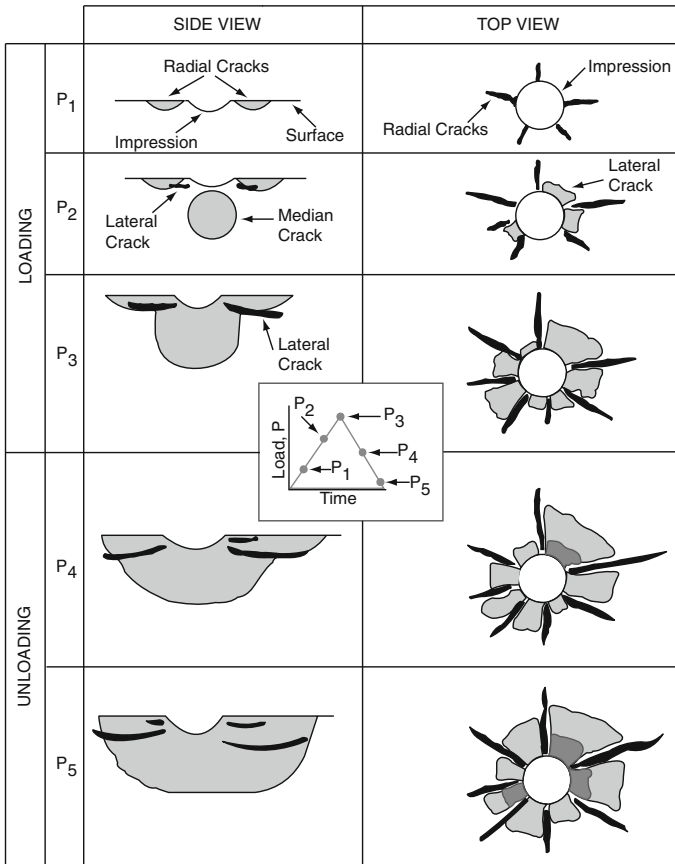 SIDE VIEW
TOP VIEW
LOADING
P1
Radial Cracks
Impression
Surface
Impression
Radial Cracks
P2
Lateral
Crack
Median
Crack
Lateral
Crack
P3
Lateral
Crack
Load, P
Time
P1
P2
P3
P4
P5
UNLOADING
P4
P5